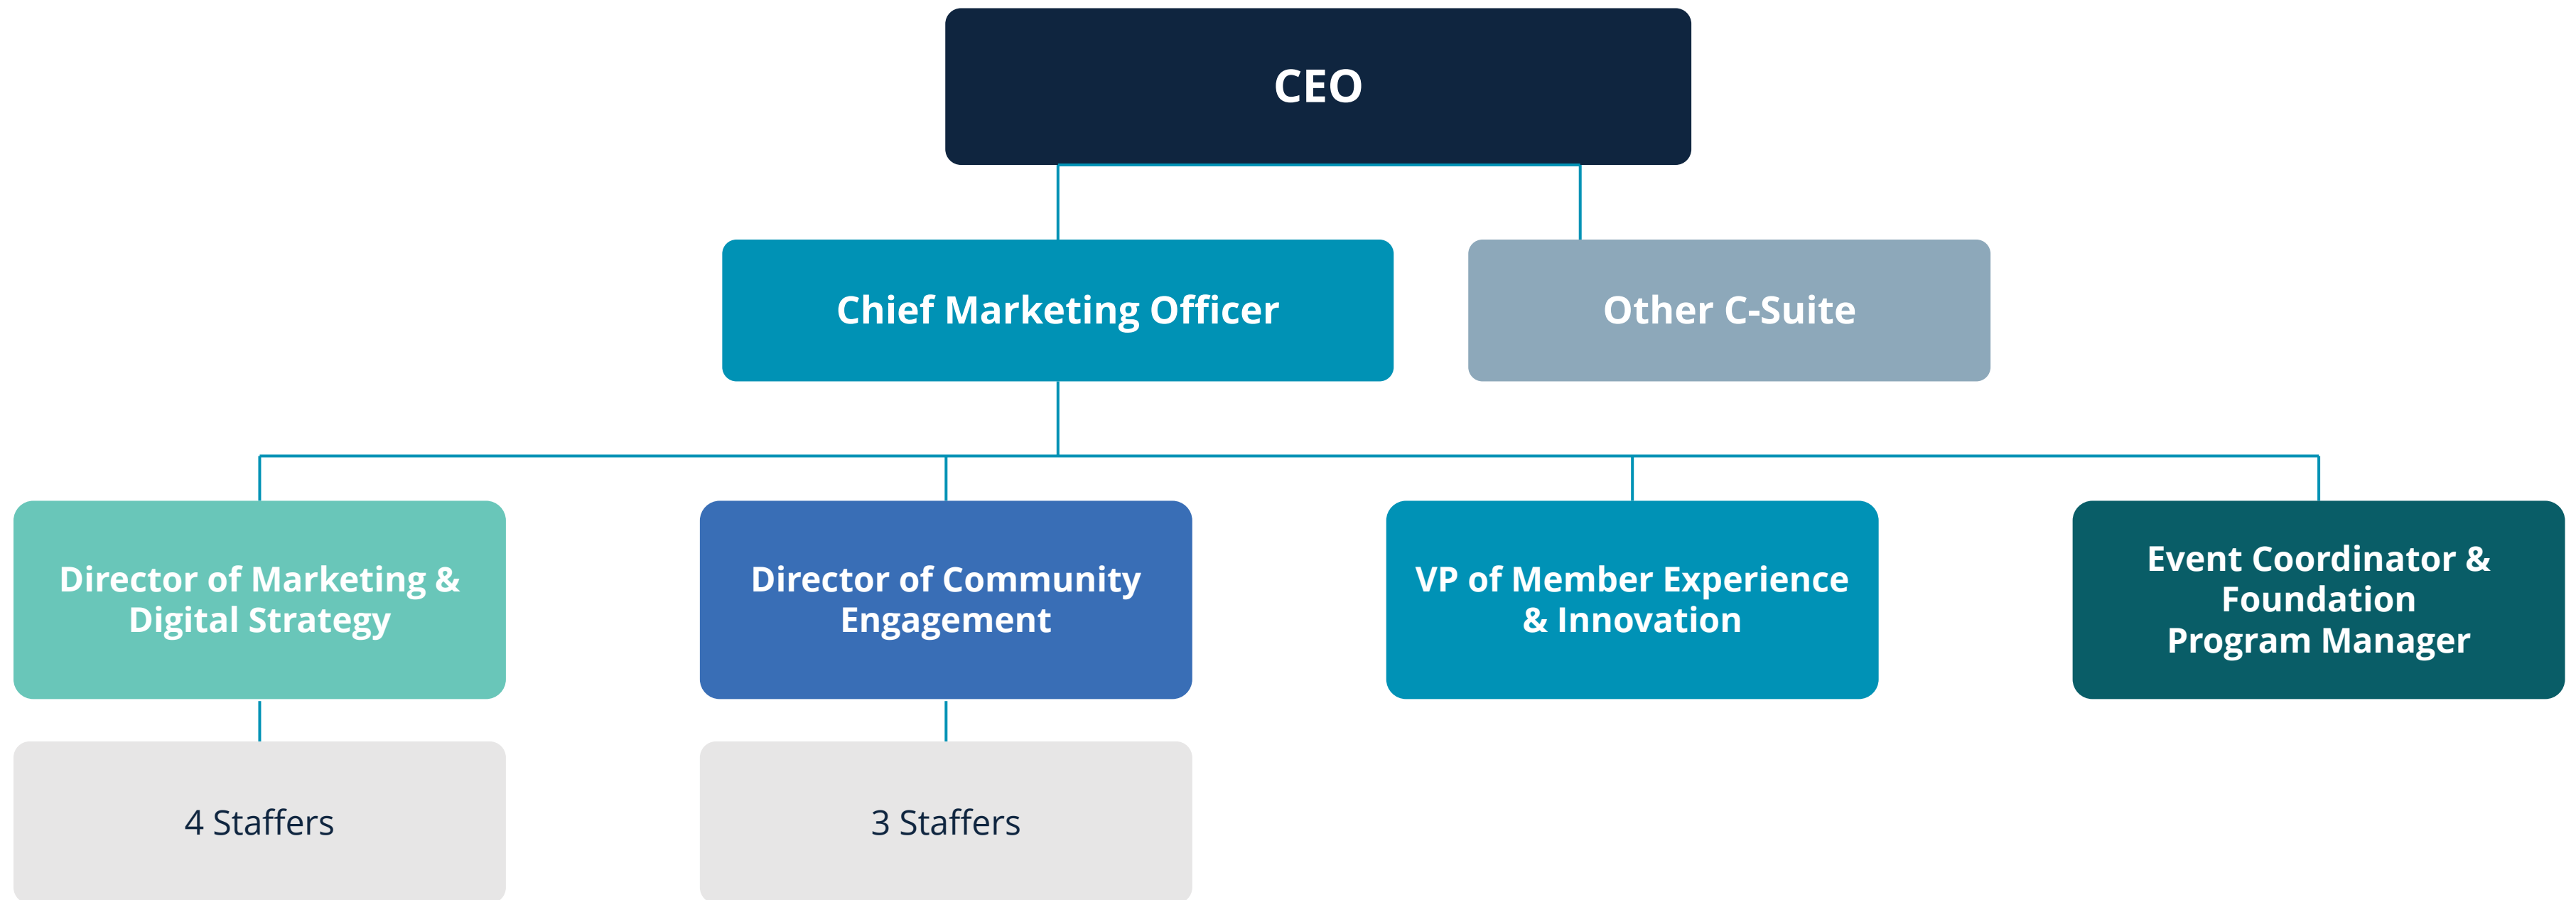 CEO
Chief Marketing Officer
Other C-Suite
Director of Marketing &
Digital Strategy
Director of Community
Engagement
VP of Member Experience
& Innovation
Event Coordinator &
Foundation
Program Manager
4 Staffers
3 Staffers